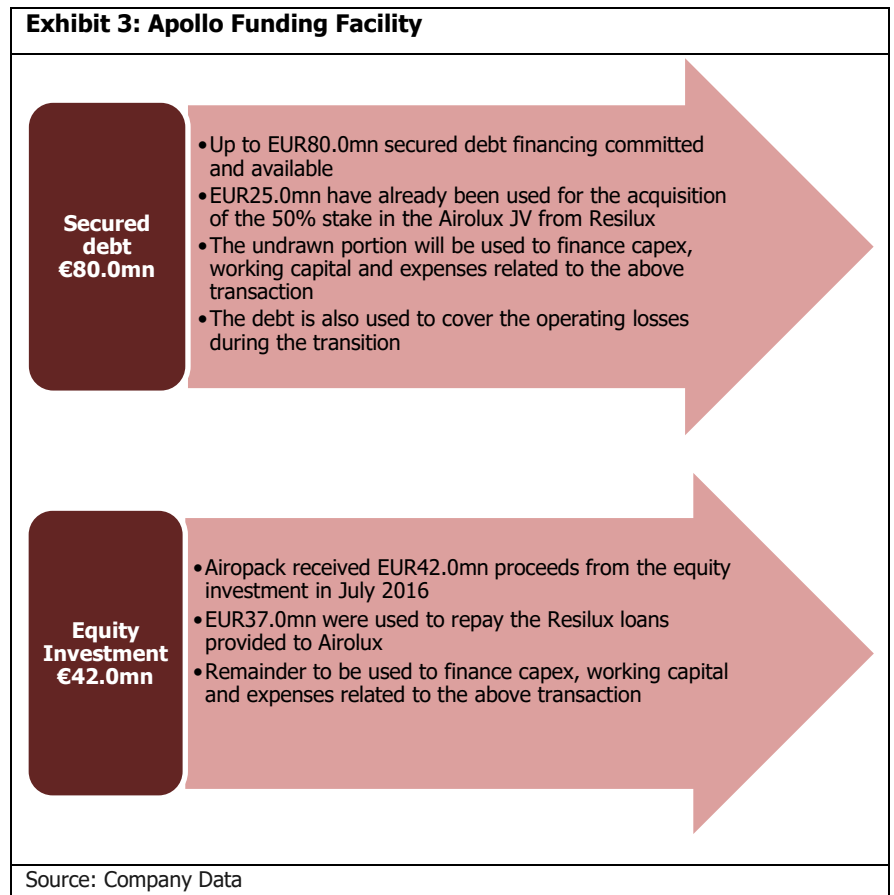 Exhibit 3: Apollo Funding Facility
Secured
debt
€80.0mn
•Up to EUR80.0mn secured debt financing committed
and available
•EUR25.0mn have already been used for the acquisition
of the 50% stake in the Airolux JV from Resilux
•The undrawn portion will be used to finance capex,
working capital and expenses related to the above
transaction
•The debt is also used to cover the operating losses
during the transition
Equity
Investment
€42.0mn
•Airopack received EUR42.0mn proceeds from the equity
investment in July 2016
•EUR37.0mn were used to repay the Resilux loans
provided to Airolux
•Remainder to be used to finance capex, working capital
and expenses related to the above transaction
Source: Company Data